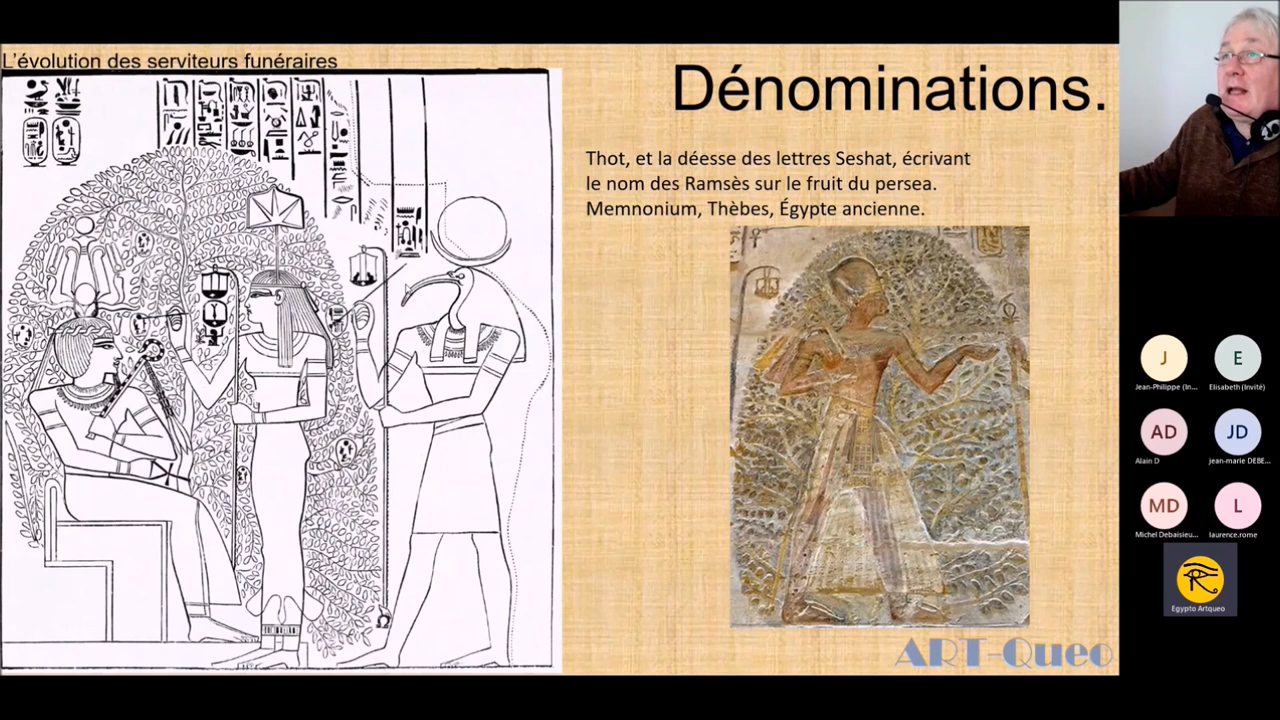 L'évolution des serviteurs funéraires
Dénominations.
Thot, et la déesse des lettres Seshat, écrivant
le nom des Ramsès sur le fruit du persea.
Memnonium, Thèbes, Égypte ancienne.
ART-Queo
J
E
Jean-Philippe (In...
Elisabeth (Invité)
AD
JD
Alain D
jean-marie DEBE...
MD
L
Michel Debaisieu...
laurence.rome
Egypto Artqueo